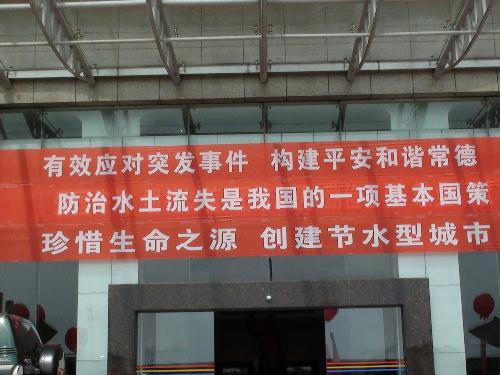 有效应对突发事件 构建平安和谐常德
防治水土流失是我国的一项基本国策
珍惜生命之源 创建节水型城市